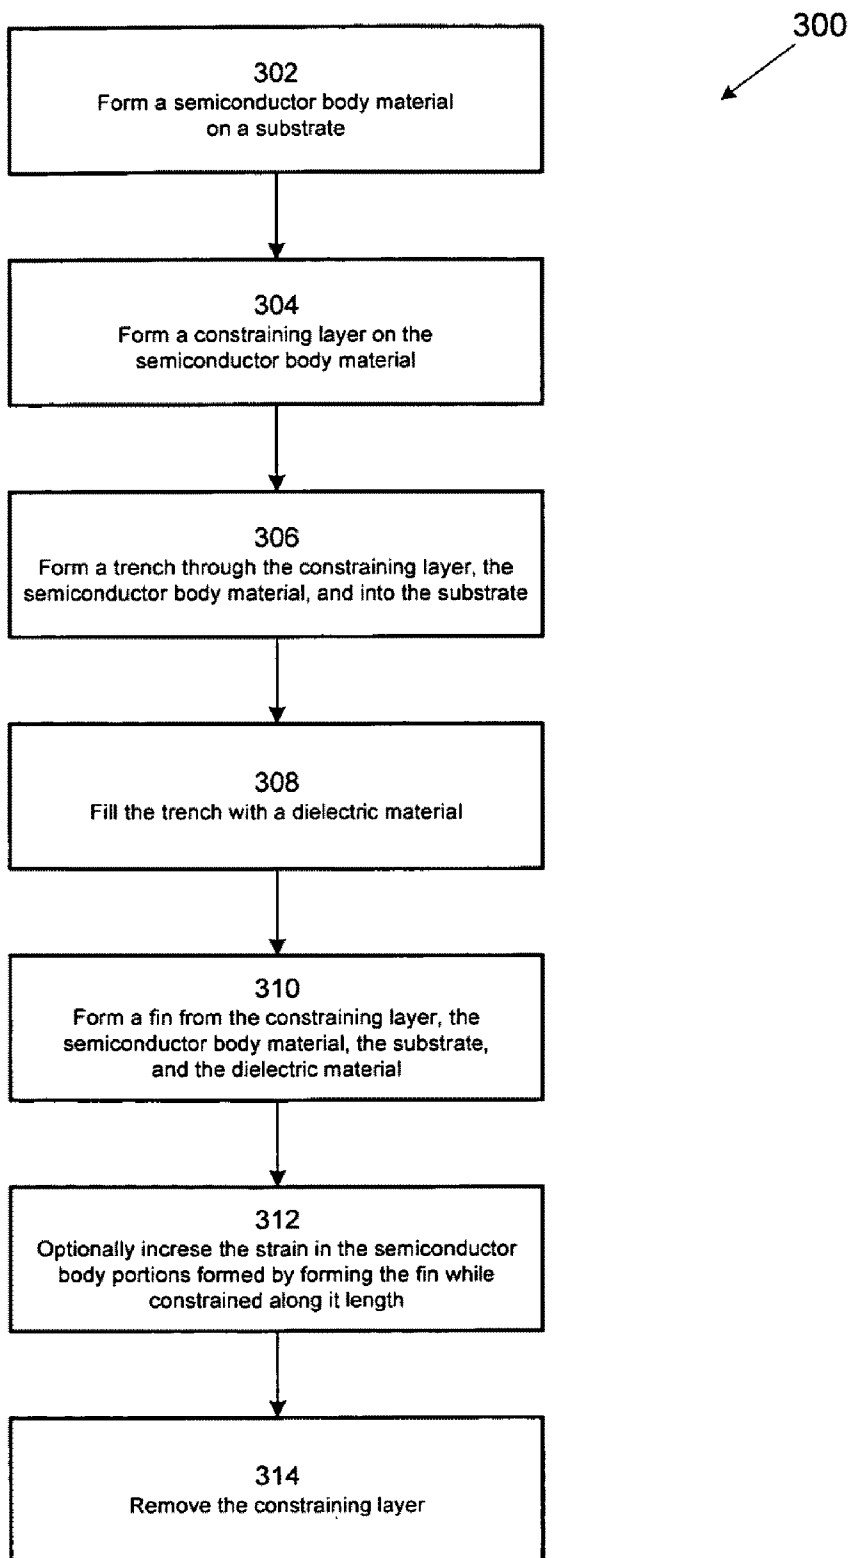 300
302
Form a semiconductor body material
on a substrate
304
Form a constraining layer on the
semiconductor body material
306
Form a trench through the constraining layer, the
semiconductor body material, and into the substrate
308
Fill the trench with a dielectric material
310
Form a fin from the constraining layer, the
semiconductor body material, the substrate,
and the dielectric material
312
Optionally increse the strain in the semiconductor
body portions formed by forming the fin while
constrained along it length
314
Remove the constraining layer